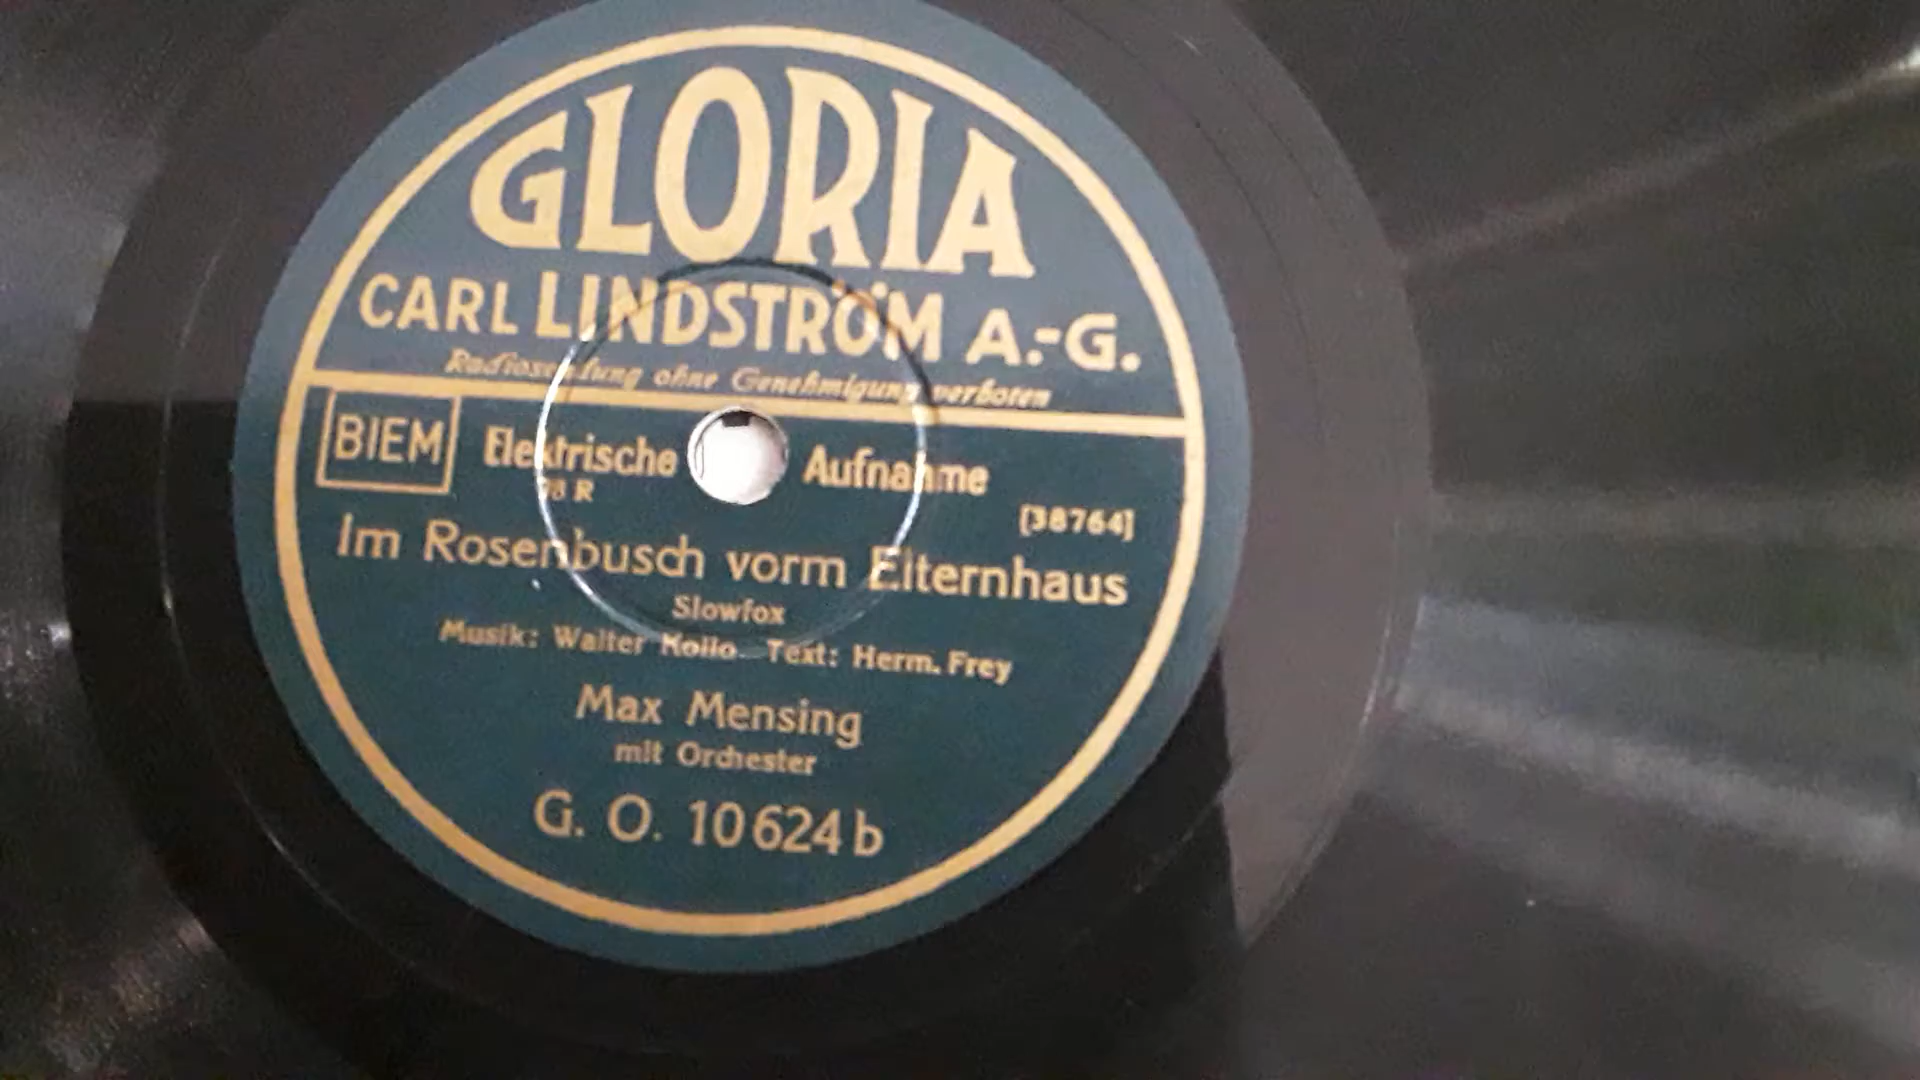 GLORIA
CARL LINDSTRÖM A.-G.
Radiosendung ohne Genehmigung verboten
BIEM
Elektrische Aufnahme
R
[38764]
Im Rosenbusch vorm Elternhaus
Slowfox
Musik: Walter Kollo Text: Herm. Frey
Max Mensing
mit Orchester
G. O. 10624 b